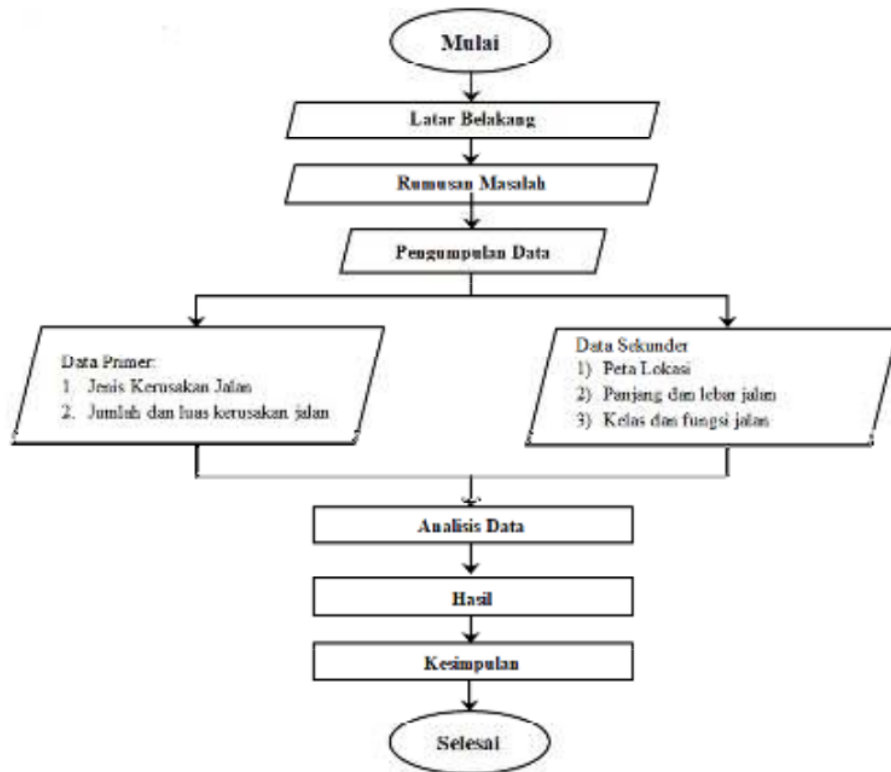 Mulai
Latar Belakang
Rumusan Masalah
Pengumpulan Data
Data Primer:
1. Jenis Kerusakan Jalan
2. Jumlah dan luas kerusakan jalan
Data Sekunder
1) Peta Lokasi
2) Panjang dan lebar jalan
3) Kelas dan fungsi jalan
Analisis Data
Hasil
Kesimpulan
Selesai